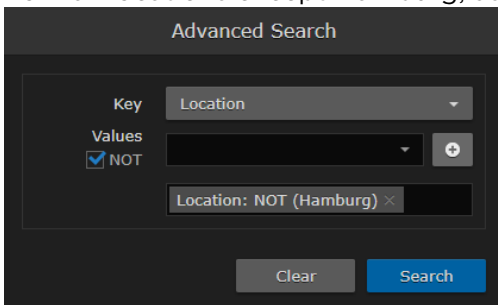 Advanced Search
Key
Location
Values
NOT
Location: NOT (Hamburg) ×
Clear
Search